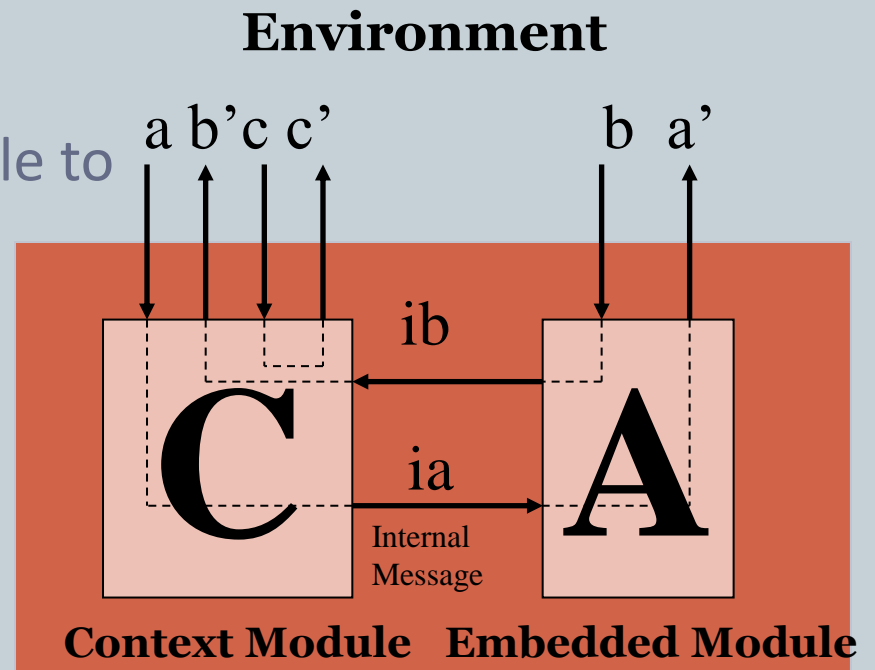 Environment
a b’c c’ b a’
le to
ib
C A
ia
Internal
Message
Context Module Embedded Module